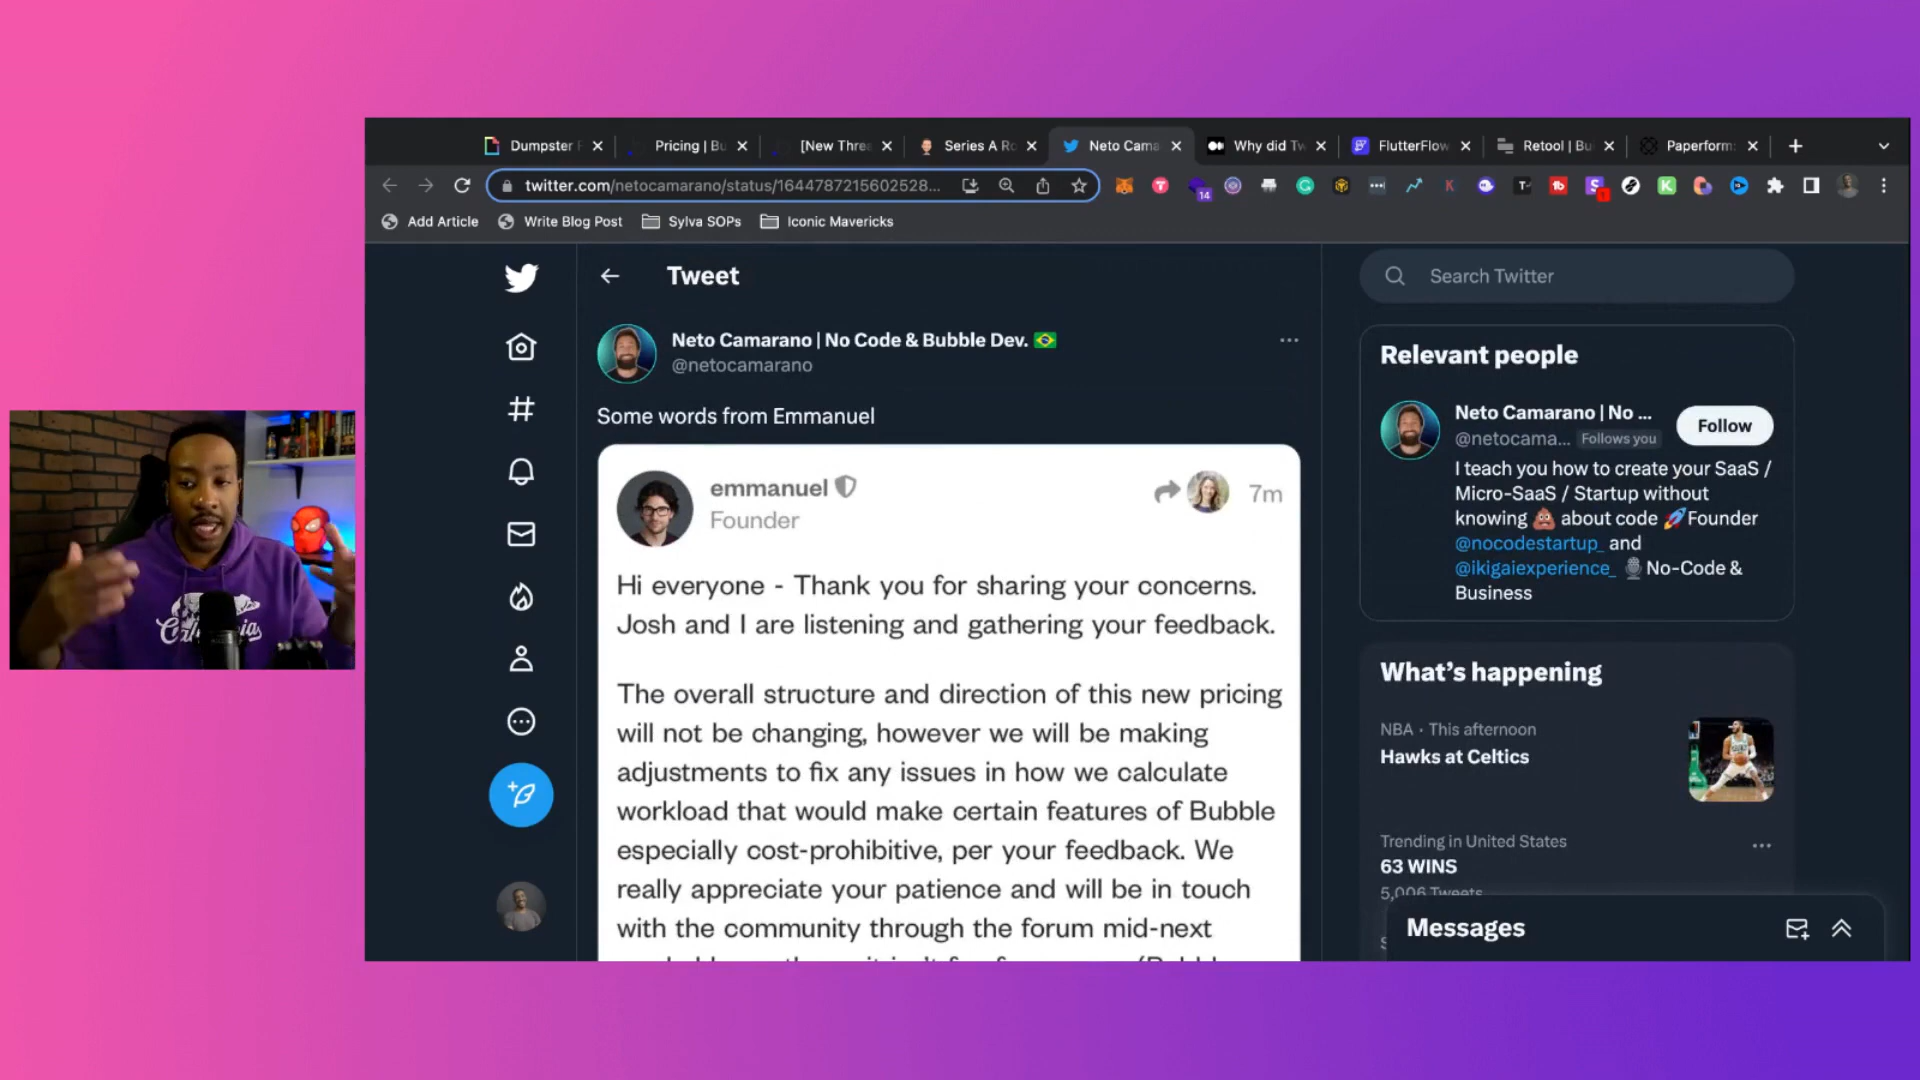 Dumpster F
Pricing | Bu
[New Threa
Series A Ro
Neto Cama
Why did Tw
FlutterFlow
Retool | Bu
Paperform:
twitter.com/netocamarano/status/1644787215602528...
14
1
Add Article
Write Blog Post
Sylva SOPs
Iconic Mavericks
Tweet
Neto Camarano | No Code & Bubble Dev.
@netocamarano
Some words from Emmanuel
emmanuel
Founder
7m
Hi everyone - Thank you for sharing your concerns.
Josh and I are listening and gathering your feedback.
The overall structure and direction of this new pricing
will not be changing, however we will be making
adjustments to fix any issues in how we calculate
workload that would make certain features of Bubble
especially cost-prohibitive, per your feedback. We
really appreciate your patience and will be in touch
with the community through the forum mid-next
Search Twitter
Relevant people
Neto Camarano | No ...
@netocama...
Follows you
Follow
I teach you how to create your SaaS /
Micro-SaaS / Startup without
knowing 💩 about code 🚀Founder
@nocodestartup_ and
@ikigaiexperience_ 🎙No-Code &
Business
What's happening
NBA · This afternoon
Hawks at Celtics
Trending in United States
63 WINS
5,006 Tweets
Messages